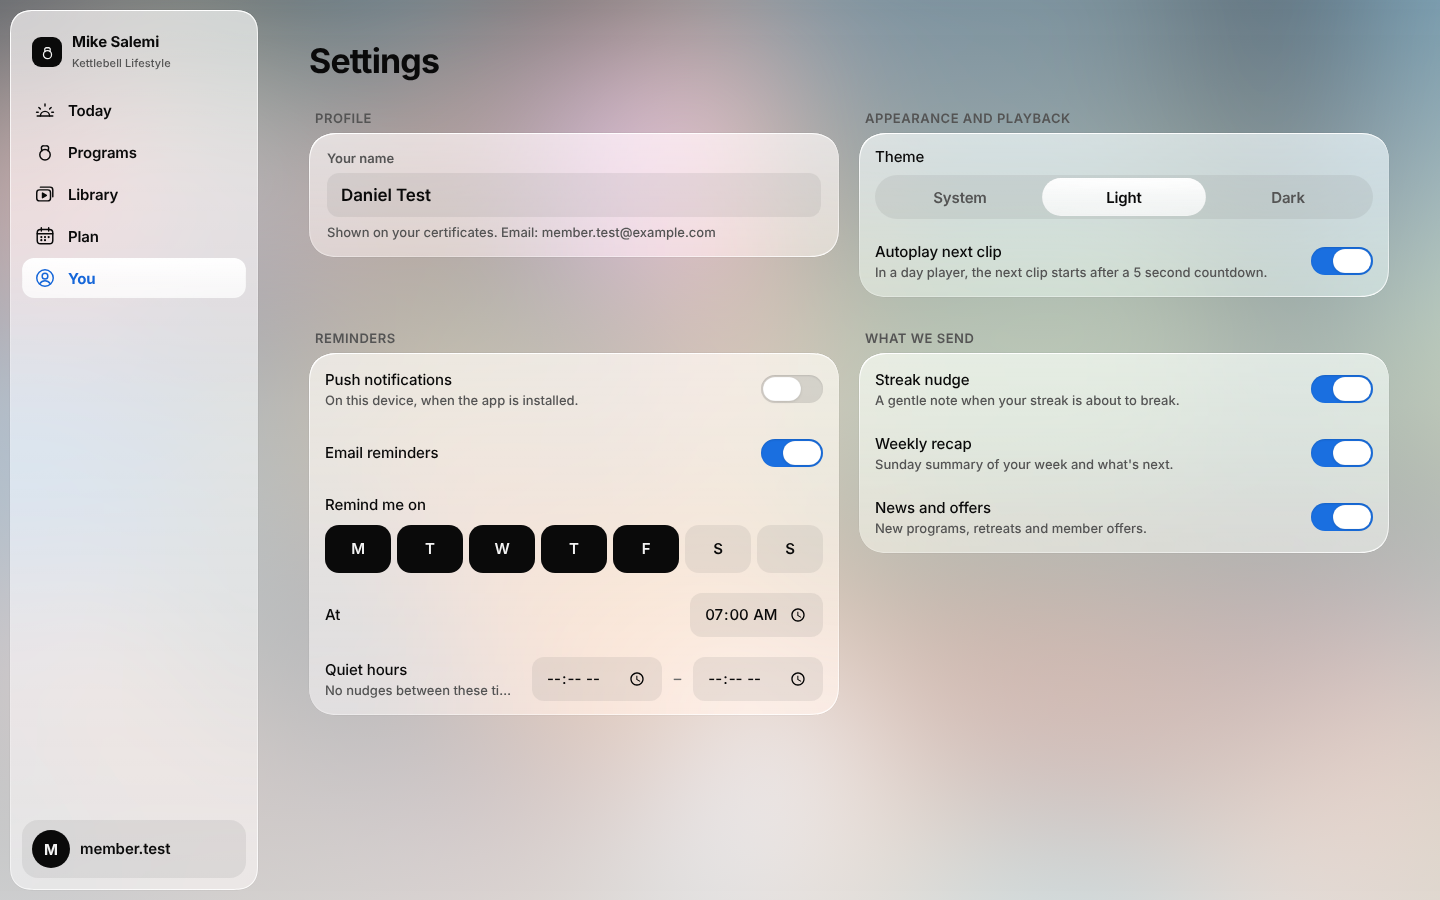 Mike Salemi
Kettlebell Lifestyle
Today
Programs
Library
Plan
You
M
member.test
Settings
PROFILE
Your name
Daniel Test
Shown on your certificates. Email: member.test@example.com
APPEARANCE AND PLAYBACK
Theme
System Light Dark
Autoplay next clip
In a day player, the next clip starts after a 5 second countdown.
REMINDERS
Push notifications
On this device, when the app is installed.
Email reminders
Remind me on
M T W T F S S
At 07:00 AM
Quiet hours
No nudges between these ti...
--:-- -- – --:-- --
WHAT WE SEND
Streak nudge
A gentle note when your streak is about to break.
Weekly recap
Sunday summary of your week and what's next.
News and offers
New programs, retreats and member offers.